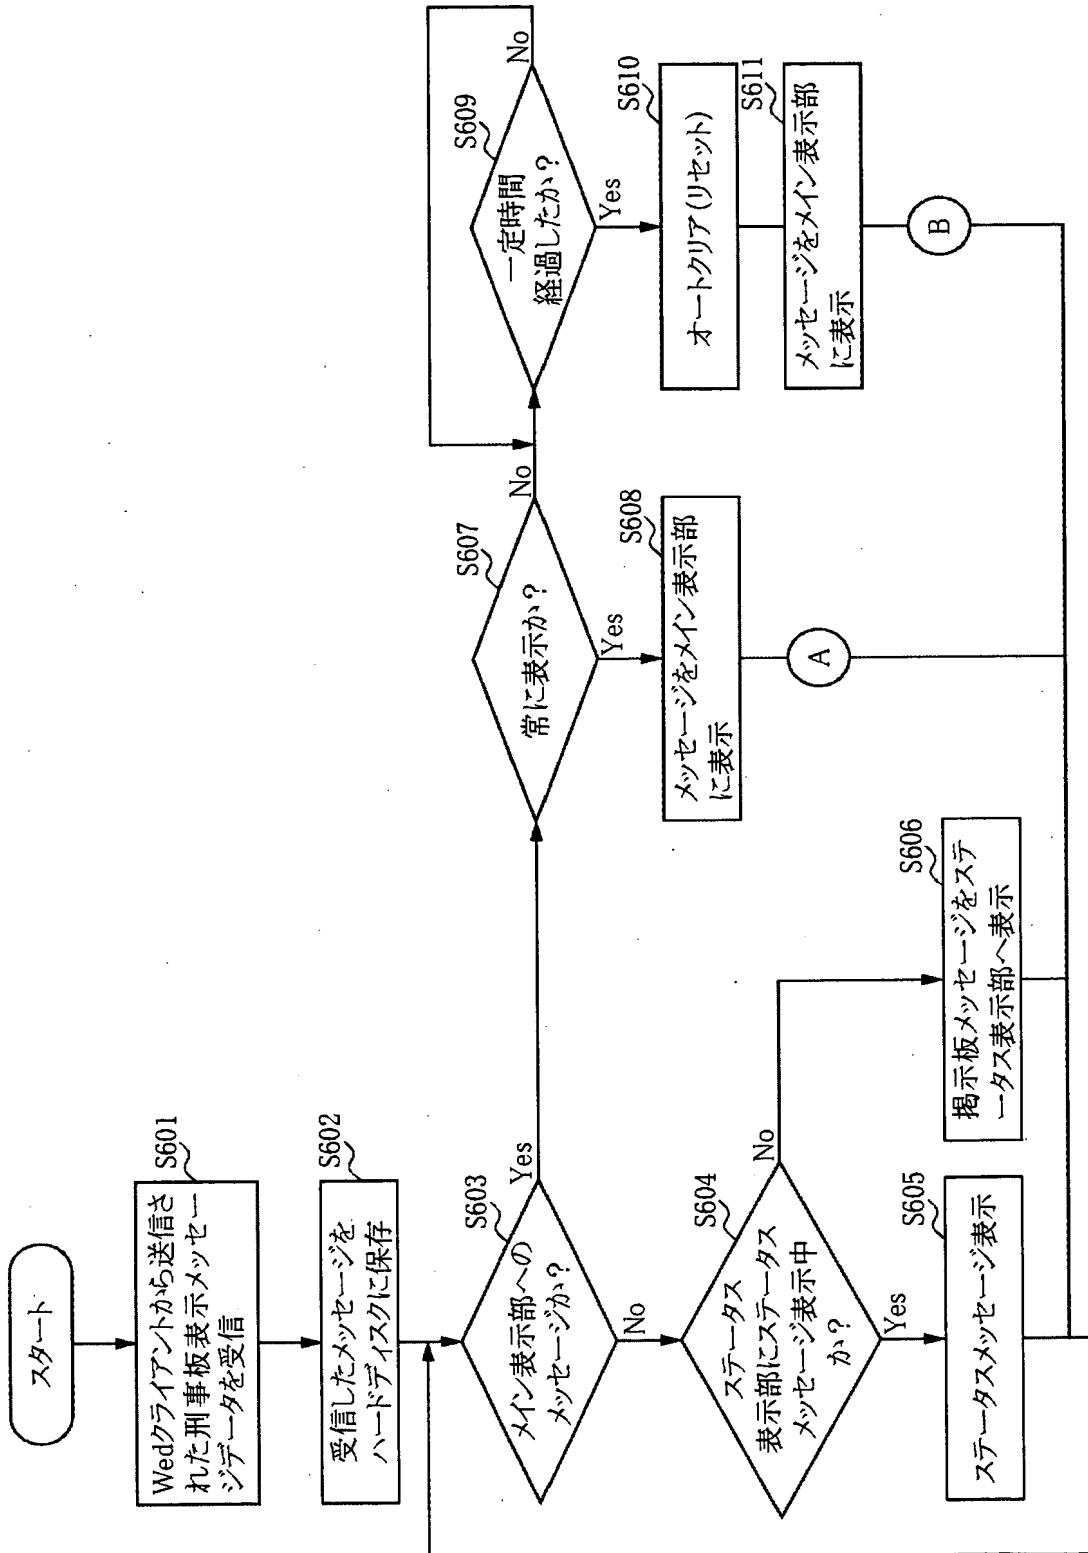 スタート
S601
Wedクライアントから送信さ
れた刑事板表示メッセー
ジデータを受信
S602
受信したメッセージを
ハードディスクに保存
S603
メイン表示部への
メッセージか?
Yes
No
S604
ステータス
表示部にステータス
メッセージ表示中
か?
No
Yes
S605
ステータスメッセージ表示
S606
掲示板メッセージをステ
ータス表示部へ表示
S607
常に表示か?
No
Yes
S608
メッセージをメイン表示部
に表示
A
S609
一定時間
経過したか?
No
Yes
S610
オートクリア(リセット)
S611
メッセージをメイン表示部
に表示
B